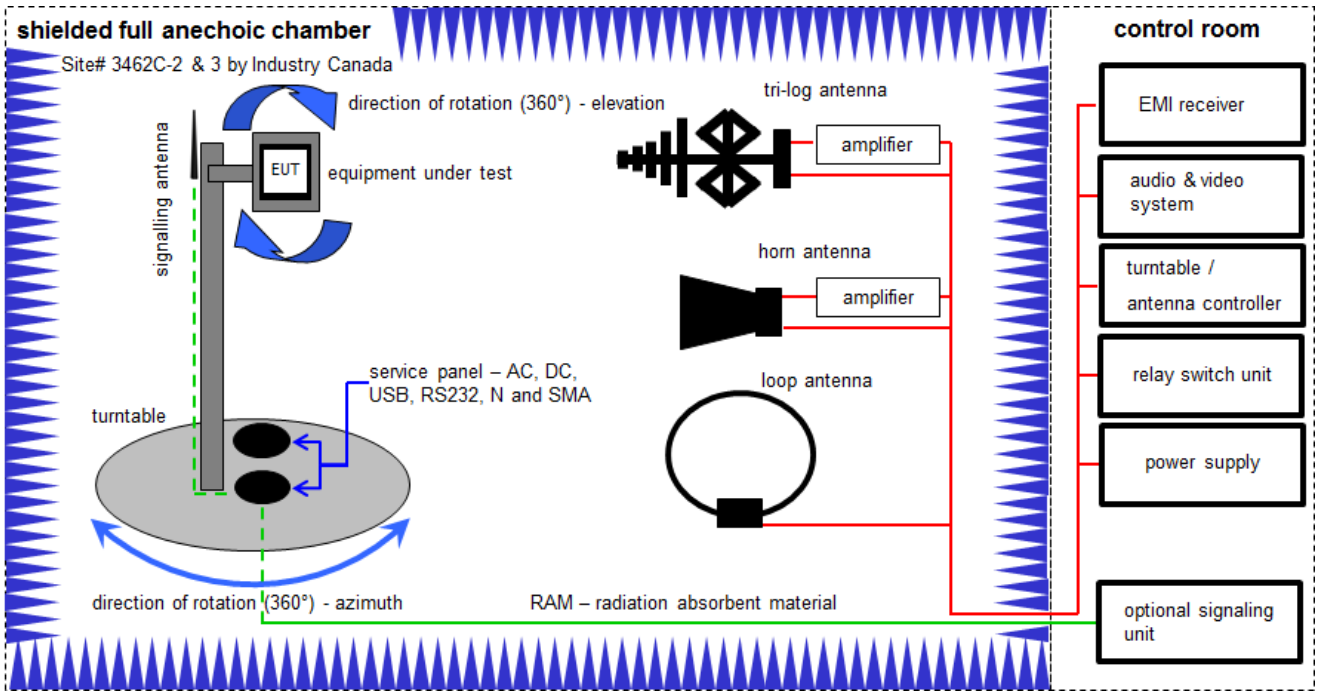 shielded full anechoic chamber
Site# 3462C-2 & 3 by Industry Canada
direction of rotation (360°) - elevation
signalling antenna
EUT
equipment under test
tri-log antenna
amplifier
horn antenna
amplifier
service panel – AC, DC,
USB, RS232, N and SMA
loop antenna
turntable
direction of rotation (360°) - azimuth
RAM – radiation absorbent material
control room
EMI receiver
audio & video
system
turntable /
antenna controller
relay switch unit
power supply
optional signaling
unit